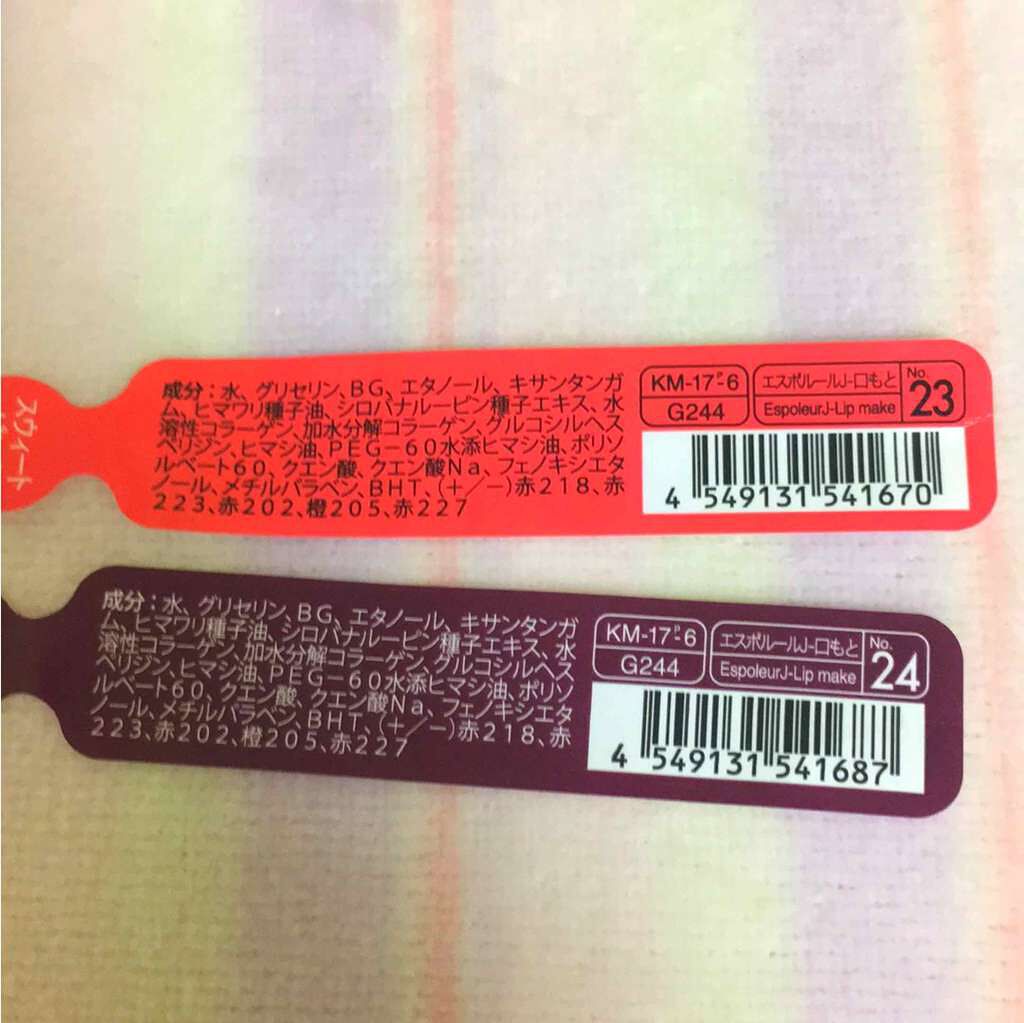 スウィート
成分：水、グリセリン、BG、エタノール、キサンタンガ
ム、ヒマワリ種子油、シロバナルーピン種子エキス、水
溶性コラーゲン、加水分解コラーゲン、グルコシルヘス
ペリジン、ヒマシ油、PEG－60水添ヒマシ油、ポリソ
ルベート60、クエン酸、クエン酸Na、フェノキシエタ
ノール、メチルパラベン、BHT、(＋／－)赤218、赤
223、赤202、橙205、赤227
KM-17 P-6
G244
エスポルールJ-口もと
EspoleurJ-Lip make
No.
23
4 549131 541670
成分：水、グリセリン、BG、エタノール、キサンタンガ
ム、ヒマワリ種子油、シロバナルーピン種子エキス、水
溶性コラーゲン、加水分解コラーゲン、グルコシルヘス
ペリジン、ヒマシ油、PEG－60水添ヒマシ油、ポリソ
ルベート60、クエン酸、クエン酸Na、フェノキシエタ
ノール、メチルパラベン、BHT、(＋／－)赤218、赤
223、赤202、橙205、赤227
KM-17 P-6
G244
エスポルールJ-口もと
EspoleurJ-Lip make
No.
24
4 549131 541687